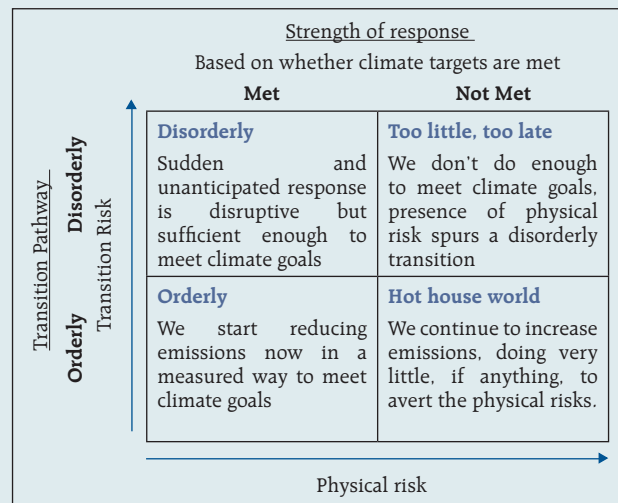 Strength of response
Based on whether climate targets are met
Met
Not Met
Transition Pathway
Disorderly
Orderly
Transition Risk
Disorderly
Sudden and
unanticipated response
is disruptive but
sufficient enough to
meet climate goals
Too little, too late
We don't do enough
to meet climate goals,
presence of physical
risk spurs a disorderly
transition
Orderly
We start reducing
emissions now in a
measured way to meet
climate goals
Hot house world
We continue to increase
emissions, doing very
little, if anything, to
avert the physical risks.
Physical risk